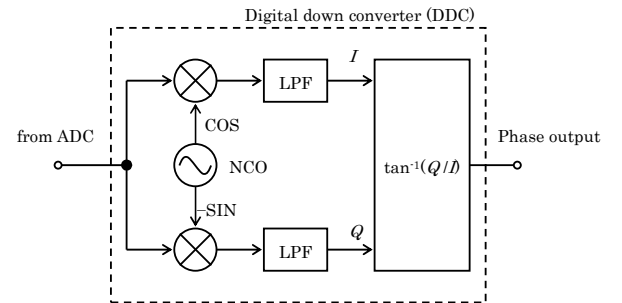 Digital down converter (DDC)
I
LPF
from ADC
COS
Phase output
NCO
tan-1(Q/I)
–SIN
Q
LPF